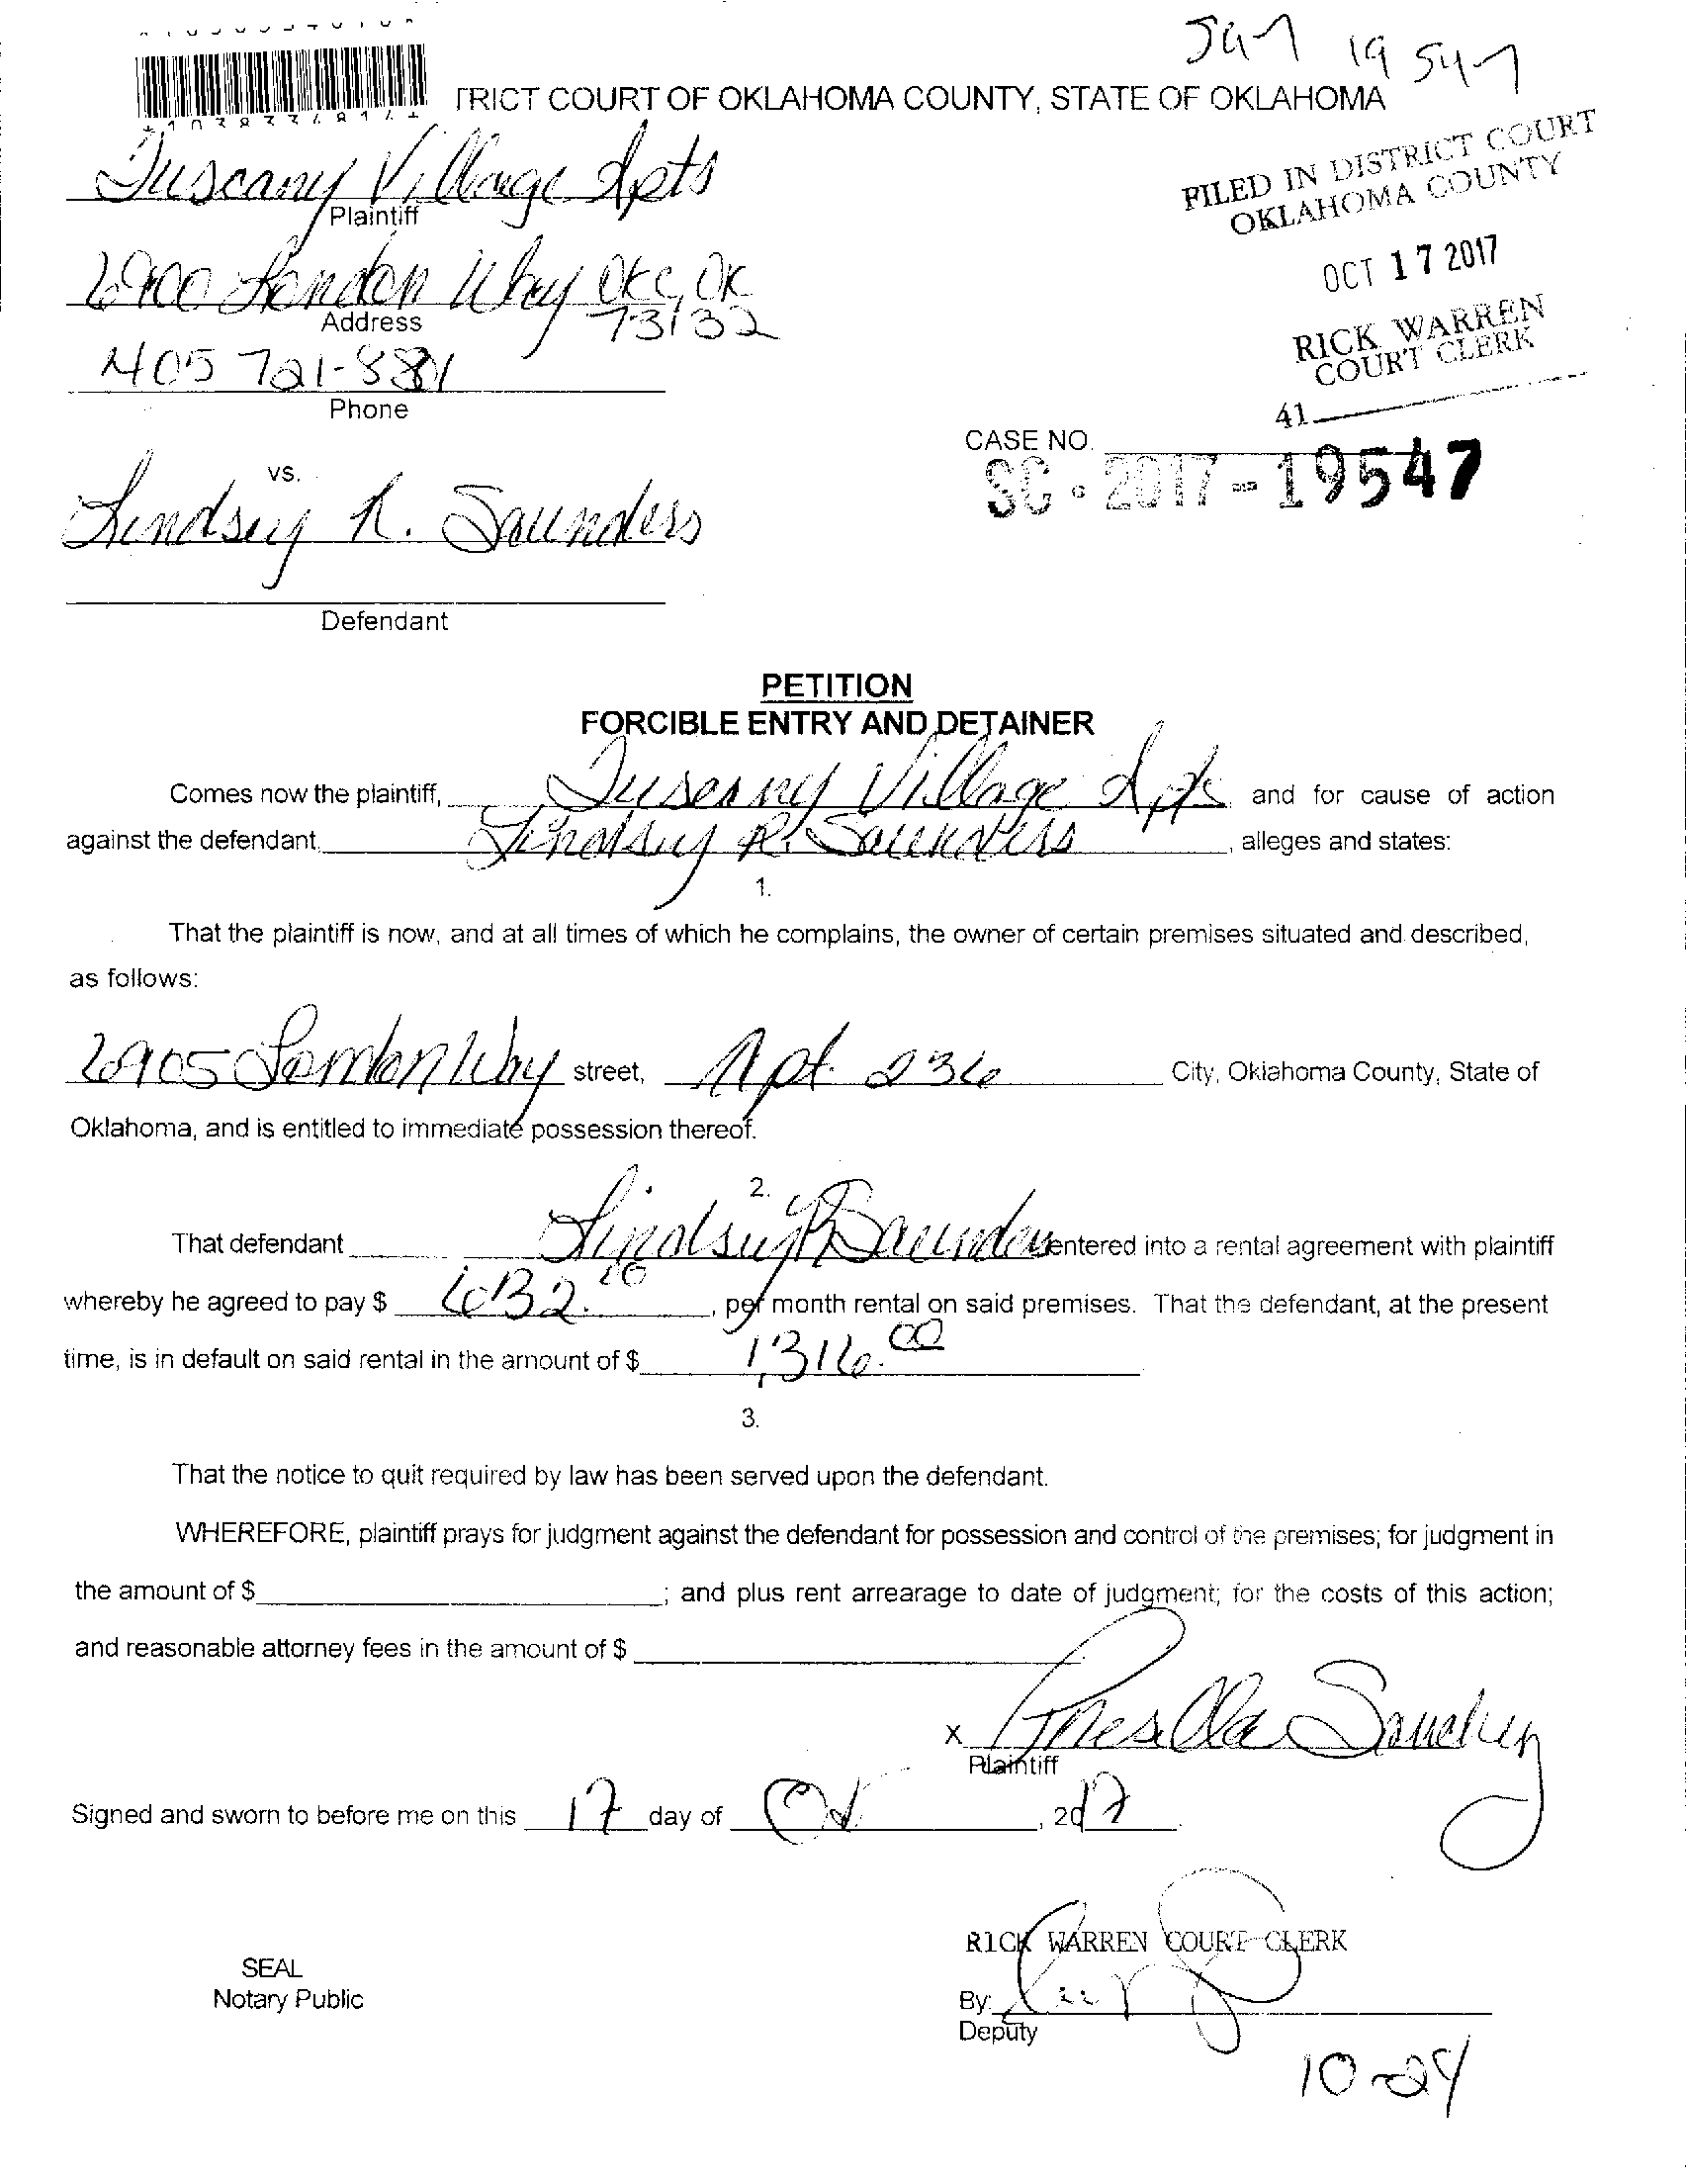 19 547
TRICT COURT OF OKLAHOMA COUNTY, STATE OF OKLAHOMA
FILED IN DISTRICT COURT
OKLAHOMA COUNTY
OCT 17 2017
RICK WARREN
COURT CLERK
41
Tuscany Village Apts
Plaintiff
6900 London Way OKC, OK
73132
Address
405 721-8881
Phone
CASE NO.
SC-2017-19547
vs.
Lindsey R. Saunders
Defendant
PETITION
FORCIBLE ENTRY AND DETAINER
Comes now the plaintiff, Tuscany Village Apts and for cause of action
against the defendant, Lindsey R. Saunders, alleges and states:
1.
That the plaintiff is now, and at all times of which he complains, the owner of certain premises situated and described,
as follows:
6905 London Way street, Apt. 236 City, Oklahoma County, State of
Oklahoma, and is entitled to immediate possession thereof.
2.
That defendant Lindsey R Saunders entered into a rental agreement with plaintiff
whereby he agreed to pay $, per month rental on said premises. That the defendant, at the present
time, is in default on said rental in the amount of $ 1,316.00
3.
That the notice to quit required by law has been served upon the defendant.
WHEREFORE, plaintiff prays for judgment against the defendant for possession and control of the premises; for judgment in
the amount of $; and plus rent arrearage to date of judgment; for the costs of this action;
and reasonable attorney fees in the amount of $
x
Plaintiff
Signed and sworn to before me on this 17 day of Oct, 2017
SEAL
Notary Public
RICK WARREN COURT CLERK
By:
Deputy
10-24